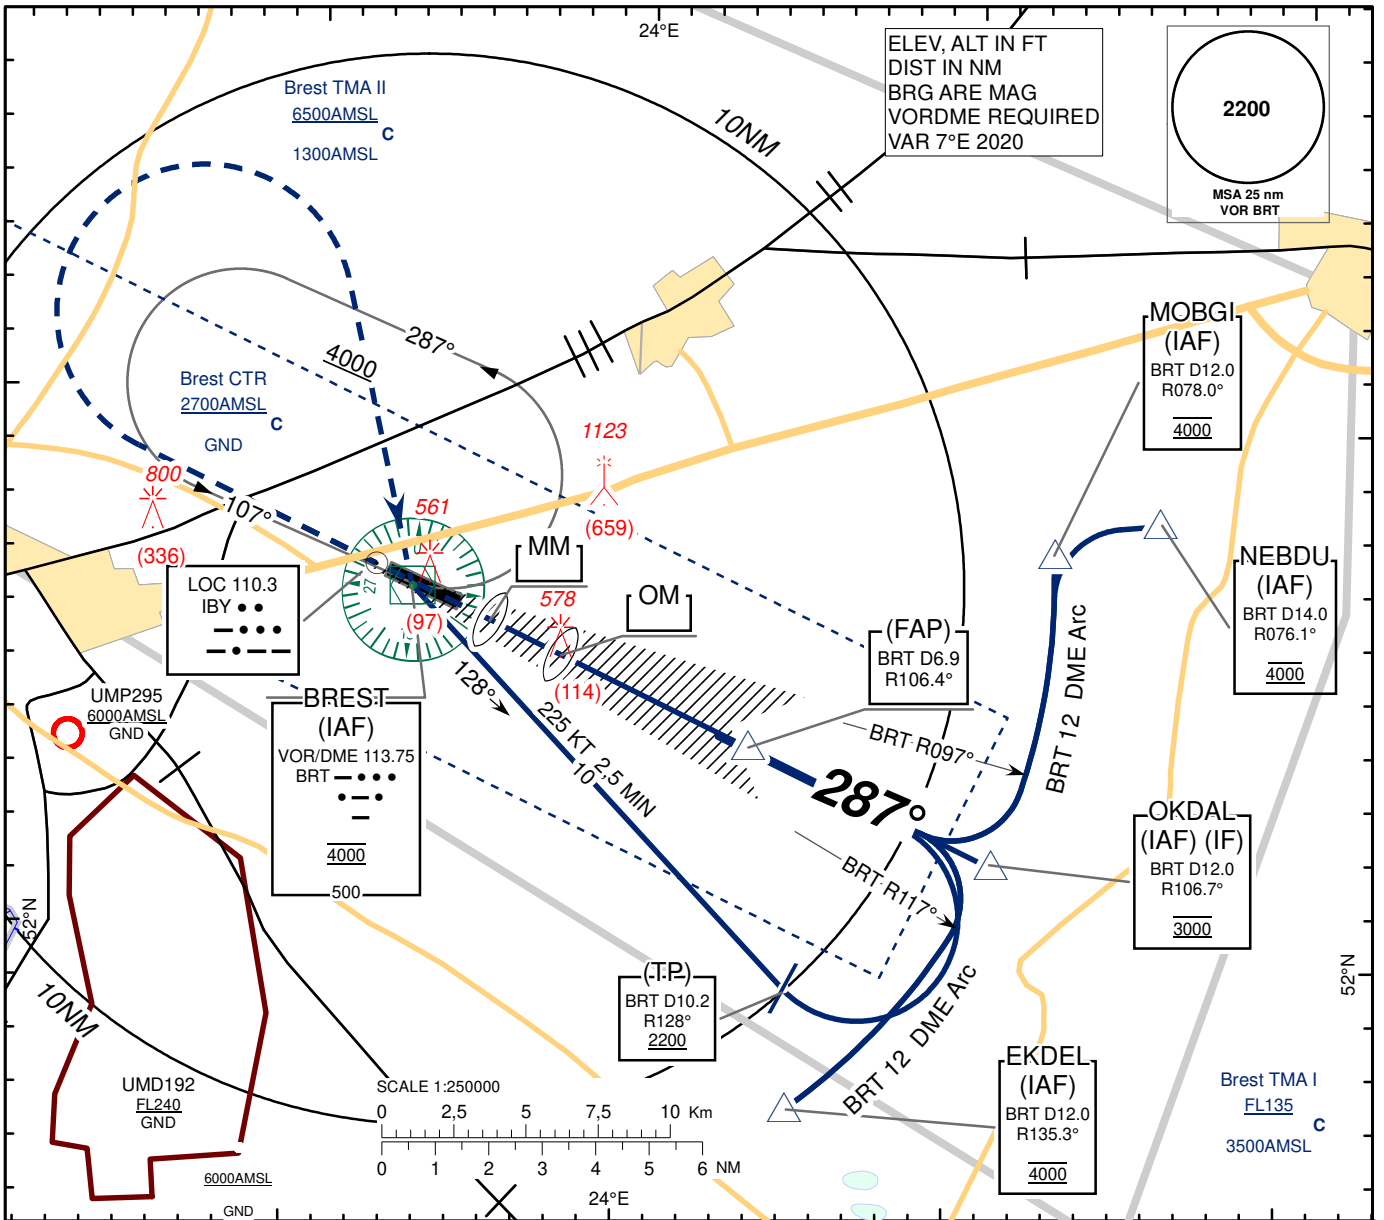 24°E
ELEV, ALT IN FT
DIST IN NM
BRG ARE MAG
VORDME REQUIRED
VAR 7°E 2020
2200
MSA 25 nm
VOR BRT
Brest TMA II
6500AMSL
C
1300AMSL
10NM
287°
4000
Brest CTR
2700AMSL
C
GND
MOBGI
(IAF)
BRT D12.0
R078.0°
4000
1123
(659)
800
(336)
107°
561
(97)
27
MM
578
(114)
OM
LOC 110.3
IBY
NEBDU
(IAF)
BRT D14.0
R076.1°
4000
(FAP)
BRT D6.9
R106.4°
UMP295
6000AMSL
GND
BREST
(IAF)
VOR/DME 113.75
BRT
4000
500
128°
225 KT 2,5 MIN
10
BRT R097°
BRT 12 DME Arc
287°
BRT R117°
OKDAL
(IAF) (IF)
BRT D12.0
R106.7°
3000
52°N
10NM
(TP)
BRT D10.2
R128°
2200
52°N
BRT 12 DME Arc
EKDEL
(IAF)
BRT D12.0
R135.3°
4000
Brest TMA I
FL135
C
3500AMSL
UMD192
FL240
GND
SCALE 1:250000
0 2,5 5 7,5 10 Km
0 1 2 3 4 5 6 NM
6000AMSL
GND
24°E